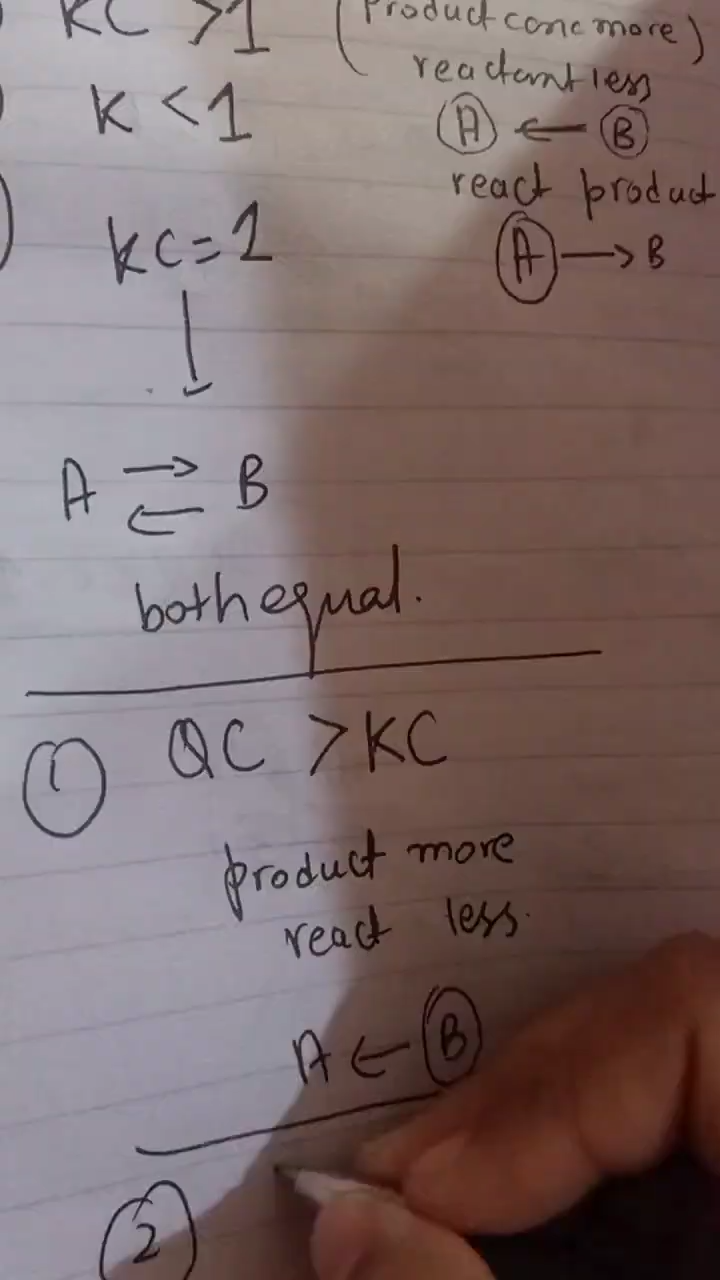 KC >1 (Product conc more)
reactant less
K <1 A ← B
react product
KC=1 A → B
↓
A ⇄ B
both equal.
① QC > KC
product more
react less.
A ← B
②